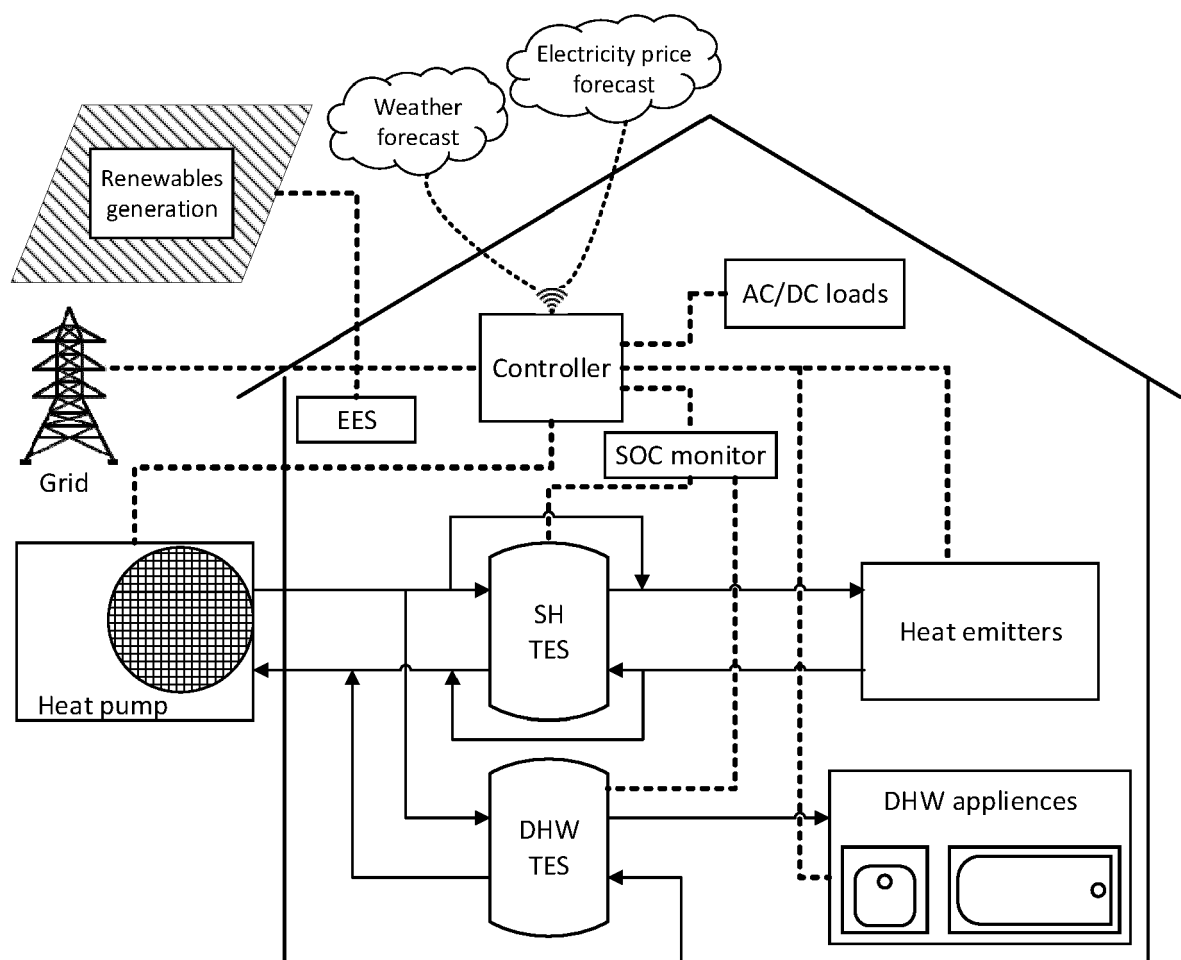 Electricity price
forecast
Weather
forecast
Renewables
generation
AC/DC loads
Controller
EES
SOC monitor
Grid
SH
TES
Heat emitters
Heat pump
DHW appliences
DHW
TES